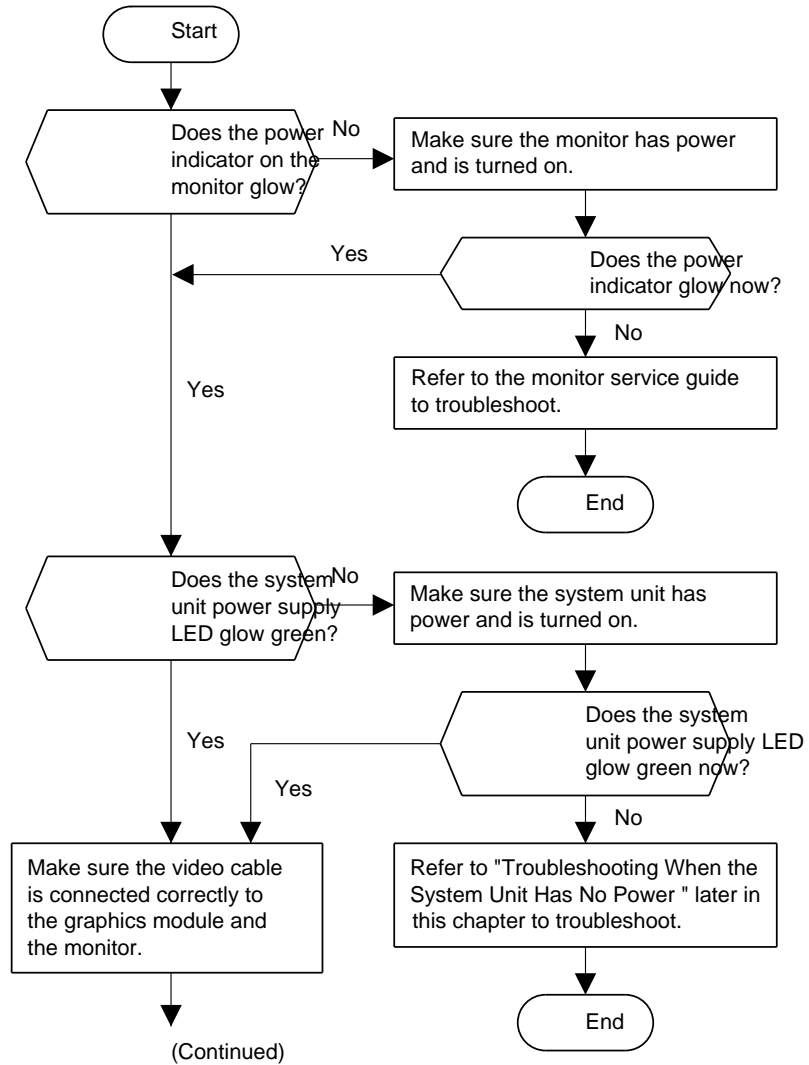 Start
Does the power
indicator on the
monitor glow?
No
Make sure the monitor has power
and is turned on.
Yes
Does the power
indicator glow now?
No
Refer to the monitor service guide
to troubleshoot.
Yes
End
Does the system
unit power supply
LED glow green?
No
Make sure the system unit has
power and is turned on.
Does the system
unit power supply LED
glow green now?
Yes
Yes
No
Make sure the video cable
is connected correctly to
the graphics module and
the monitor.
Refer to "Troubleshooting When the
System Unit Has No Power " later in
this chapter to troubleshoot.
End
(Continued)